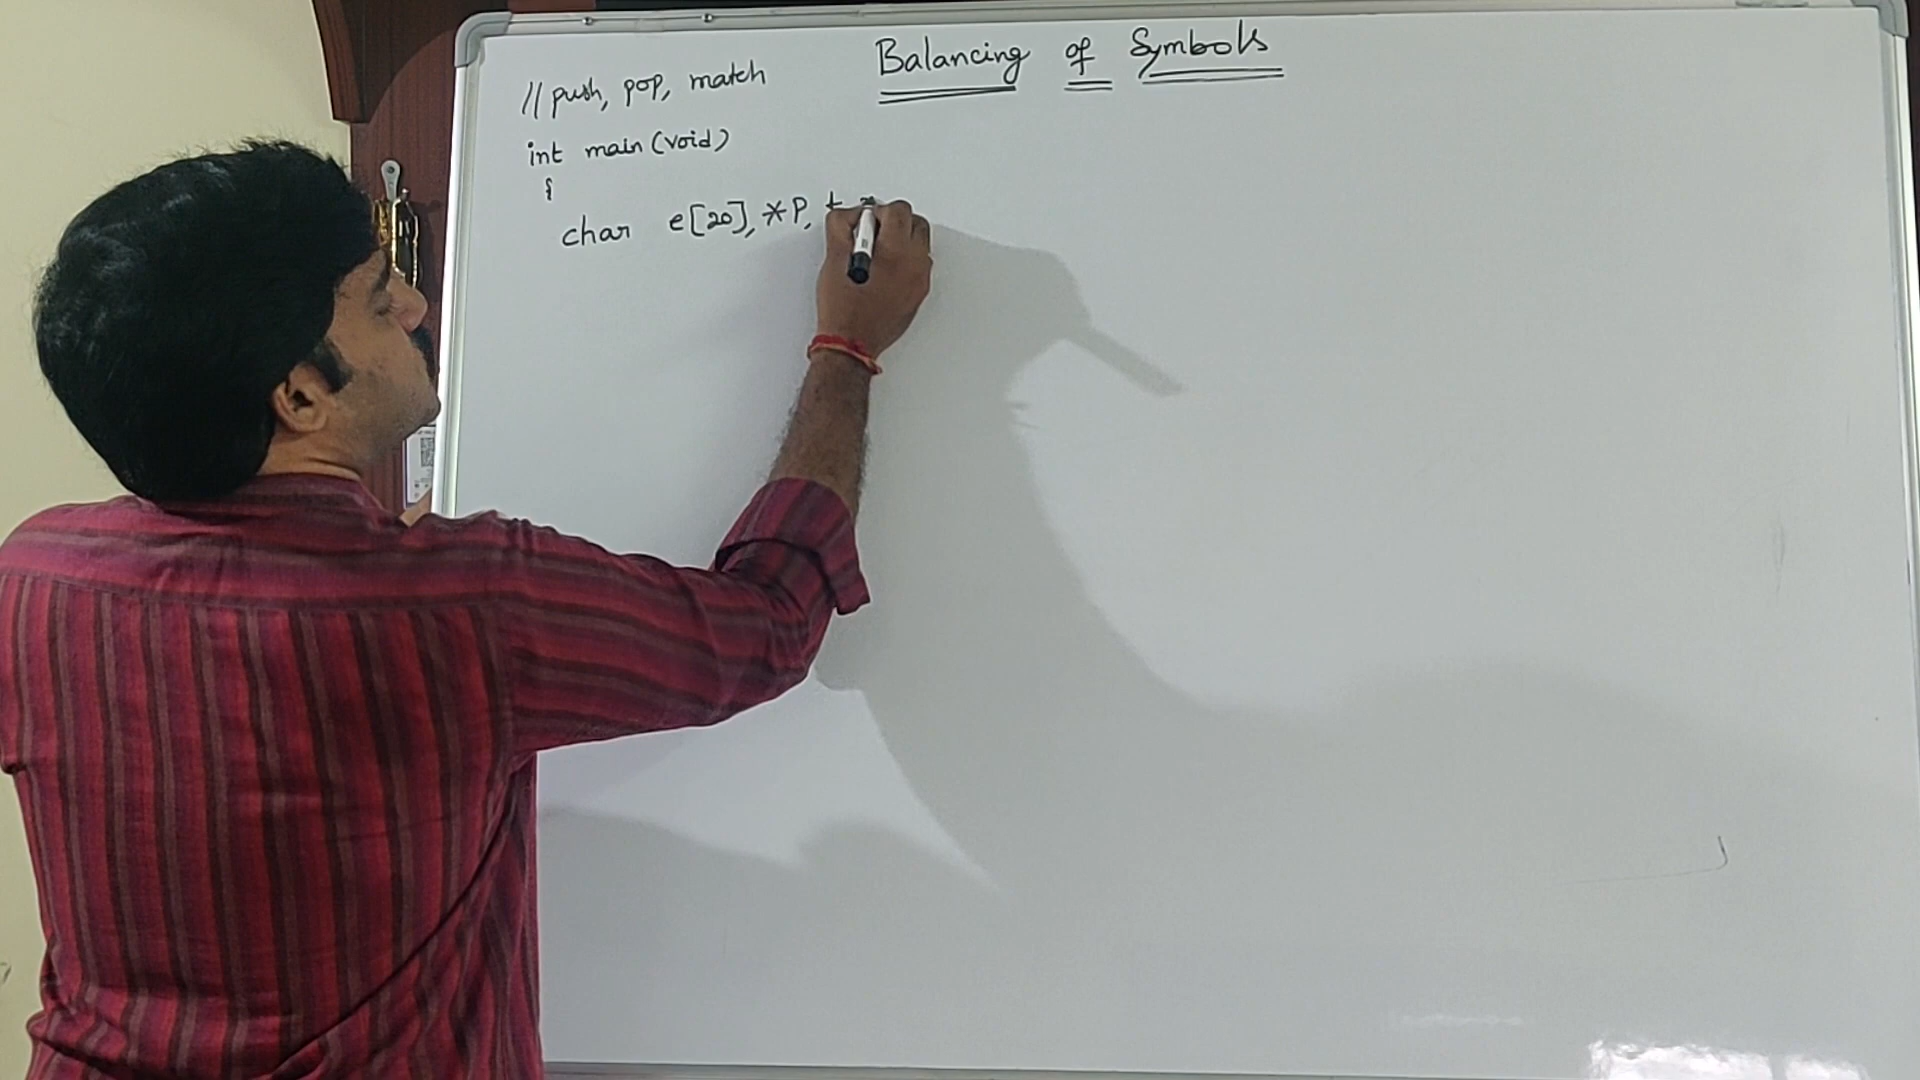 Balancing of Symbols
// push, pop, match
int main (void)
{
char e[20], *P,